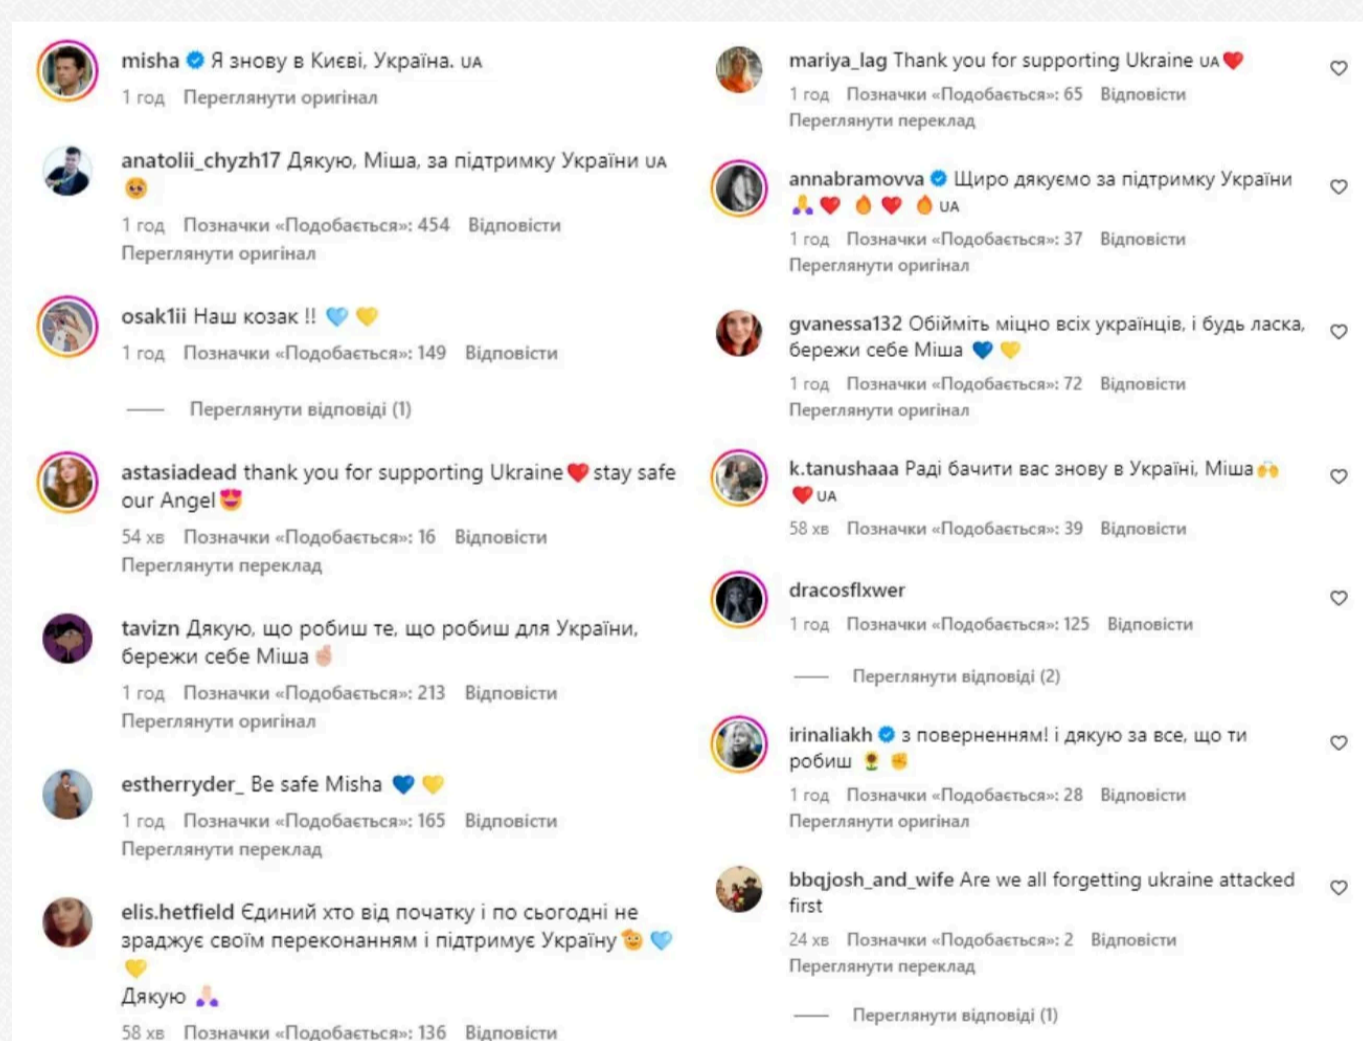 misha Я знову в Києві, Україна. UA
1 год Переглянути оригінал
anatolii_chyzh17 Дякую, Міша, за підтримку України UA
🥹
1 год Позначки «Подобається»: 454 Відповісти
Переглянути оригінал
osak1ii Наш козак !! 🩵 💛
1 год Позначки «Подобається»: 149 Відповісти
Переглянути відповіді (1)
astasiadead thank you for supporting Ukraine❤️ stay safe
our Angel😍
54 хв Позначки «Подобається»: 16 Відповісти
Переглянути переклад
tavizn Дякую, що робиш те, що робиш для України,
бережи себе Міша🤞🏻
1 год Позначки «Подобається»: 213 Відповісти
Переглянути оригінал
estherryder_ Be safe Misha 💙 💛
1 год Позначки «Подобається»: 165 Відповісти
Переглянути переклад
elis.hetfield Єдиний хто від початку і по сьогодні не
зраджує своїм переконанням і підтримує Україну🫡 🩵
💛
Дякую 🙏🏻
58 хв Позначки «Подобається»: 136 Відповісти
mariya_lag Thank you for supporting Ukraine UA❤️
1 год Позначки «Подобається»: 65 Відповісти
Переглянути переклад
annabramovva Щиро дякуємо за підтримку України
🙏❤️ 🔥 ❤️ 🔥 UA
1 год Позначки «Подобається»: 37 Відповісти
Переглянути оригінал
gvanessa132 Обійміть міцно всіх українців, і будь ласка,
бережи себе Міша 💙 💛
1 год Позначки «Подобається»: 72 Відповісти
Переглянути оригінал
k.tanushaaa Раді бачити вас знову в Україні, Міша🙌
❤️UA
58 хв Позначки «Подобається»: 39 Відповісти
dracosflxwer
1 год Позначки «Подобається»: 125 Відповісти
Переглянути відповіді (2)
irinaliakh з поверненням! і дякую за все, що ти
робиш 🌻 ✊
1 год Позначки «Подобається»: 28 Відповісти
Переглянути оригінал
bbqjosh_and_wife Are we all forgetting ukraine attacked
first
24 хв Позначки «Подобається»: 2 Відповісти
Переглянути переклад
Переглянути відповіді (1)